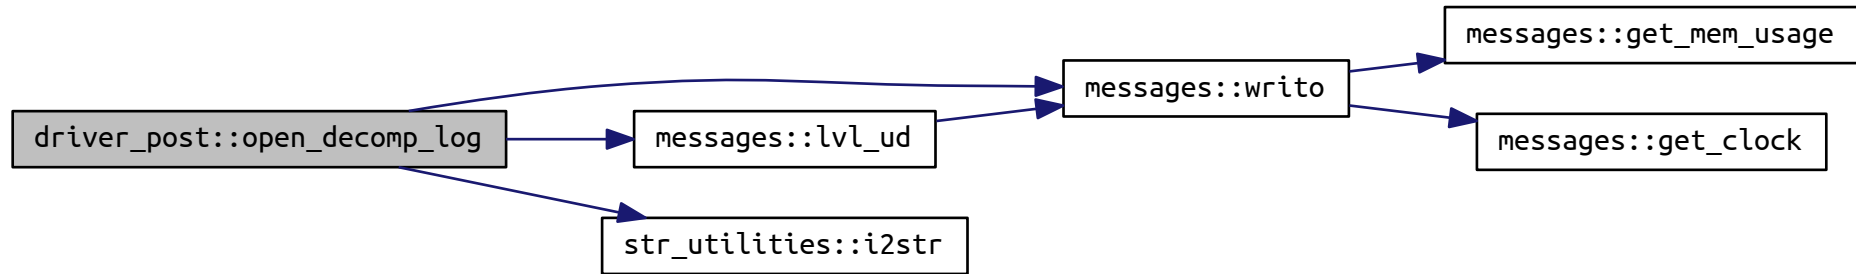 messages::get_mem_usage
messages::writo
driver_post::open_decomp_log
messages::lvl_ud
messages::get_clock
str_utilities::i2str